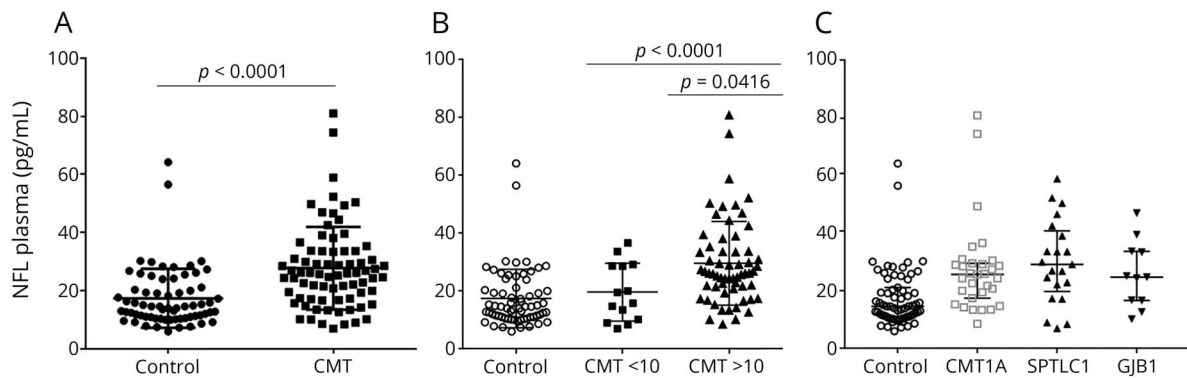 A
B
C
NFL plasma (pg/mL)
100
80
60
40
20
0
p < 0.0001
Control
CMT
100
80
60
40
20
0
p < 0.0001
p = 0.0416
Control
CMT <10
CMT >10
100
80
60
40
20
0
Control
CMT1A
SPTLC1
GJB1